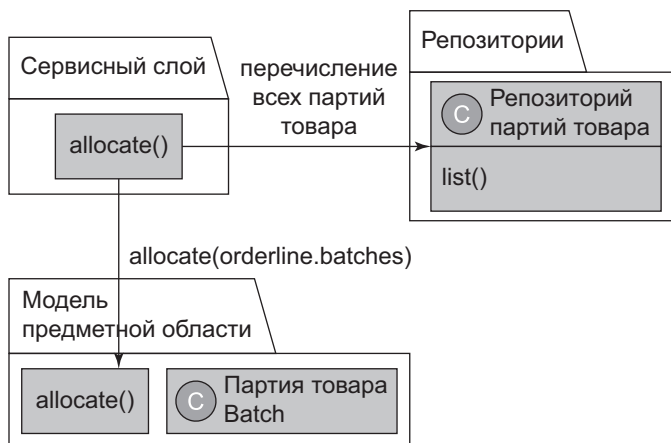 Сервисный слой
allocate()
перечисление
всех партий
товара
Репозитории
C
Репозиторий
партий товара
list()
allocate(orderline.batches)
Модель
предметной области
allocate()
C
Партия товара
Batch